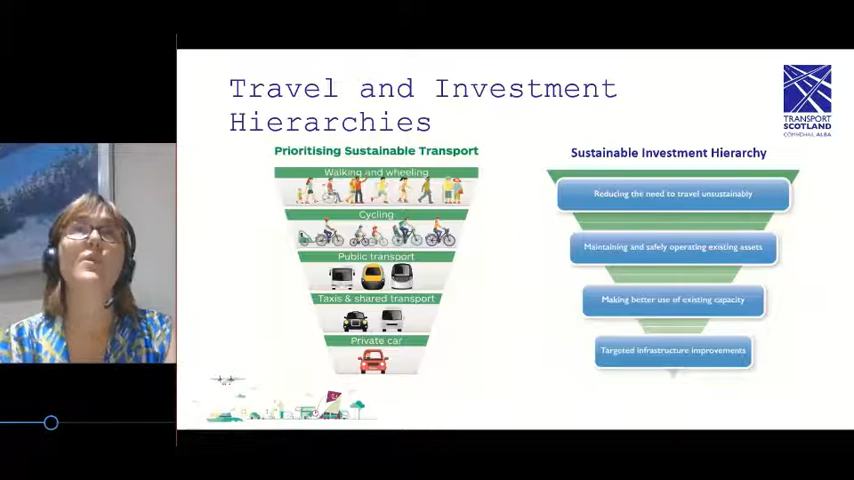 Travel and Investment
Hierarchies
TRANSPORT
SCOTLAND
CÒMHDHAIL ALBA
Prioritising Sustainable Transport
Walking and wheeling
Cycling
Public transport
Taxis & shared transport
Private car
Sustainable Investment Hierarchy
Reducing the need to travel unsustainably
Maintaining and safely operating existing assets
Making better use of existing capacity
Targeted infrastructure improvements